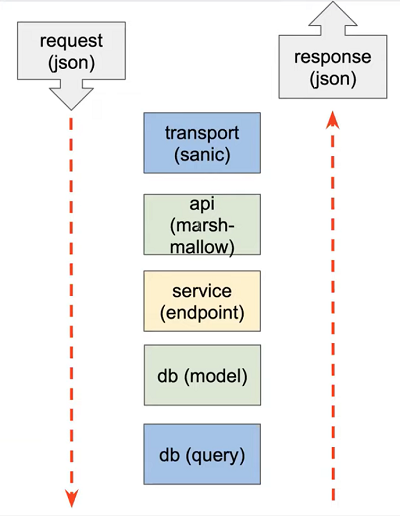 request
(json)
response
(json)
transport
(sanic)
api
(marsh-
mallow)
service
(endpoint)
db (model)
db (query)